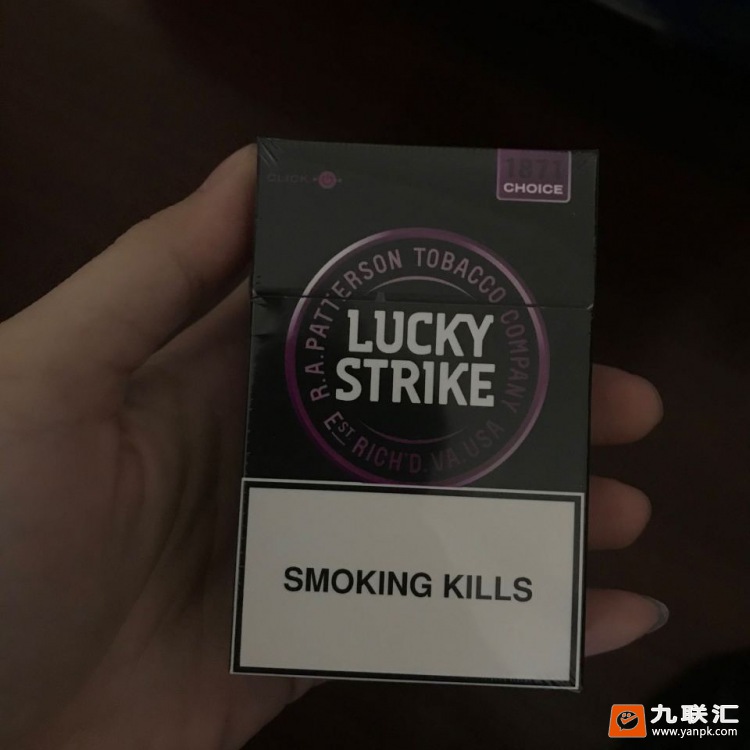 CLICK
1871
CHOICE
R.A.PATTERSON TOBACCO COMPANY
LUCKY
STRIKE
EST. RICH'D. VA. USA
SMOKING KILLS
九联汇
www.yanpk.com